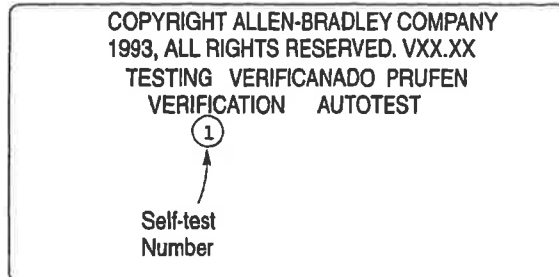 COPYRIGHT ALLEN-BRADLEY COMPANY
1993, ALL RIGHTS RESERVED. VXX.XX
TESTING VERIFICANADO PRUFEN
VERIFICATION AUTOTEST
1
Self-test
Number